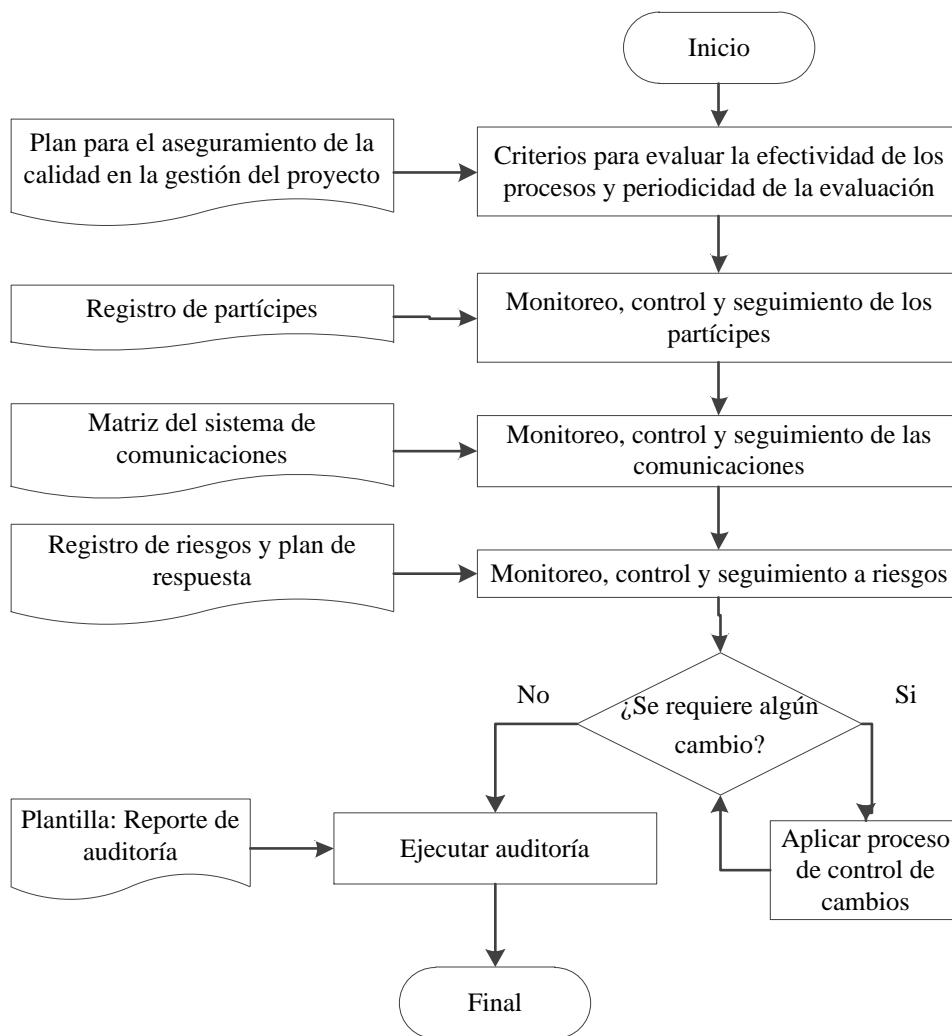 Inicio
Plan para el aseguramiento de la
calidad en la gestión del proyecto
Criterios para evaluar la efectividad de los
procesos y periodicidad de la evaluación
Registro de partícipes
Monitoreo, control y seguimiento de los
partícipes
Matriz del sistema de
comunicaciones
Monitoreo, control y seguimiento de las
comunicaciones
Registro de riesgos y plan de
respuesta
Monitoreo, control y seguimiento a riesgos
No
¿Se requiere algún
cambio?
Si
Plantilla: Reporte de
auditoría
Ejecutar auditoría
Aplicar proceso
de control de
cambios
Final